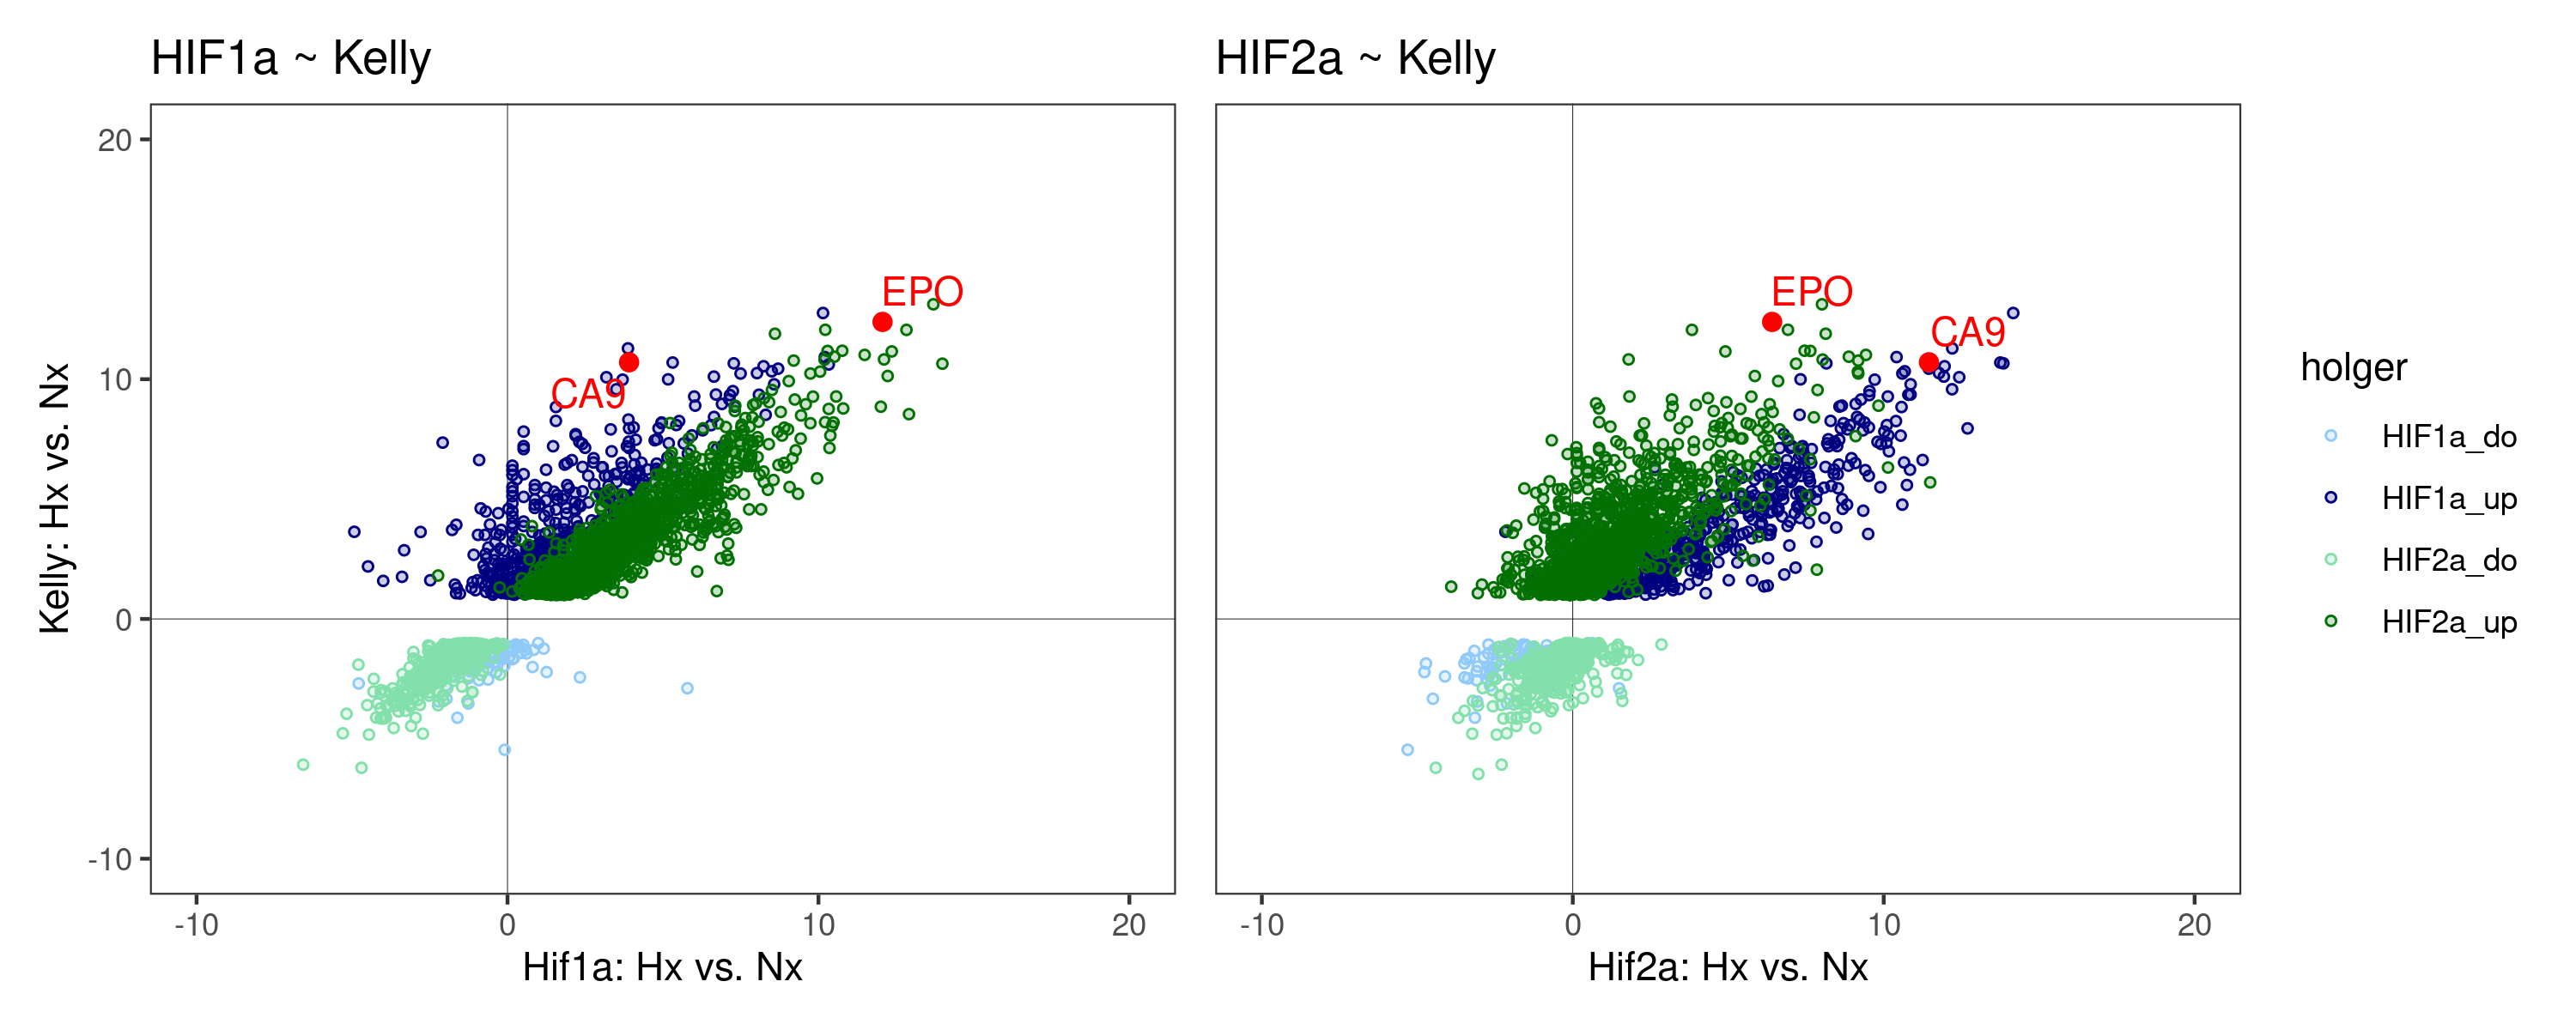 HIF1a ~ Kelly
HIF2a ~ Kelly
Kelly: Hx vs. Nx
20
10
0
-10
EPO
CA9
EPO
CA9
-10
0
10
20
-10
0
10
20
Hif1a: Hx vs. Nx
Hif2a: Hx vs. Nx
holger
HIF1a_do
HIF1a_up
HIF2a_do
HIF2a_up